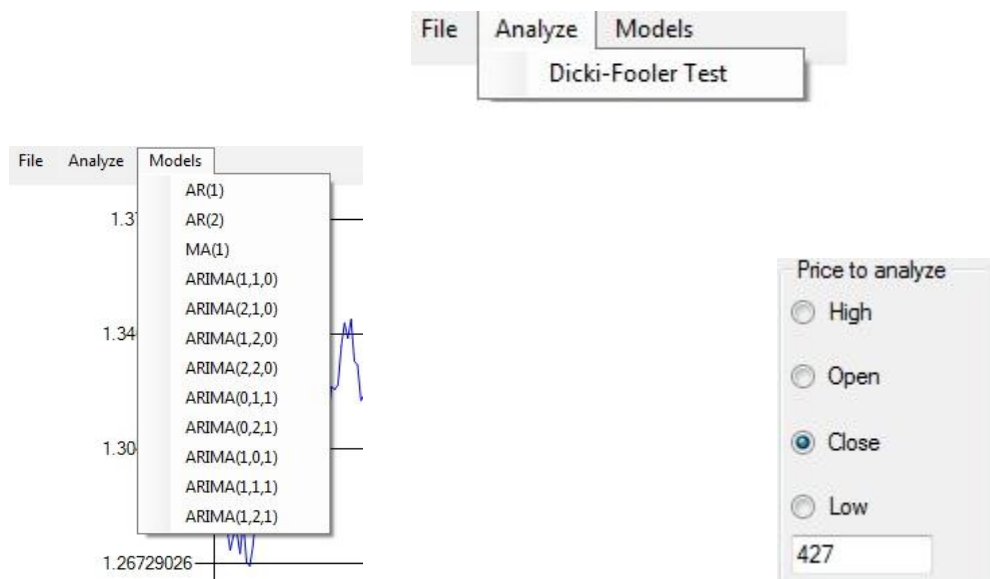 File Analyze Models
Dicki-Fooler Test
File Analyze Models
AR(1)
1.3
AR(2)
MA(1)
ARIMA(1,1,0)
ARIMA(2,1,0)
1.34
ARIMA(1,2,0)
ARIMA(2,2,0)
ARIMA(0,1,1)
ARIMA(0,2,1)
1.30
ARIMA(1,0,1)
ARIMA(1,1,1)
ARIMA(1,2,1)
1.26729026
Price to analyze
High
Open
Close
Low
427